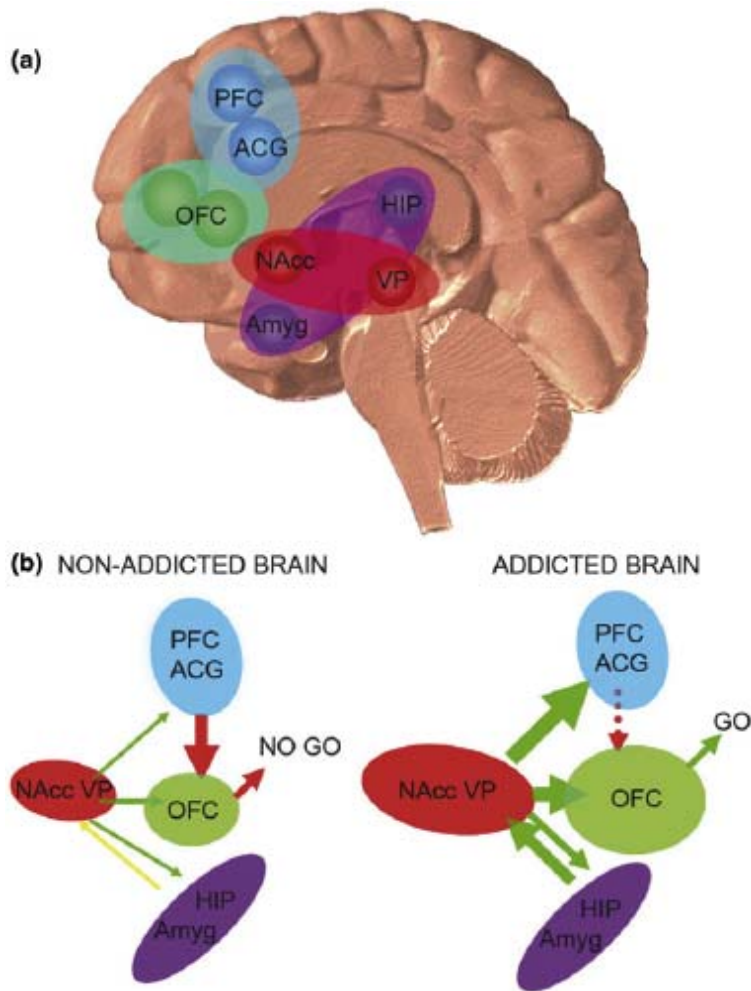 (a)
PFC
ACG
OFC
HIP
NAcc
VP
Amyg
(b) NON-ADDICTED BRAIN
ADDICTED BRAIN
PFC
ACG
NO GO
NAcc VP
OFC
HIP
Amyg
PFC
ACG
GO
NAcc VP
OFC
HIP
Amyg